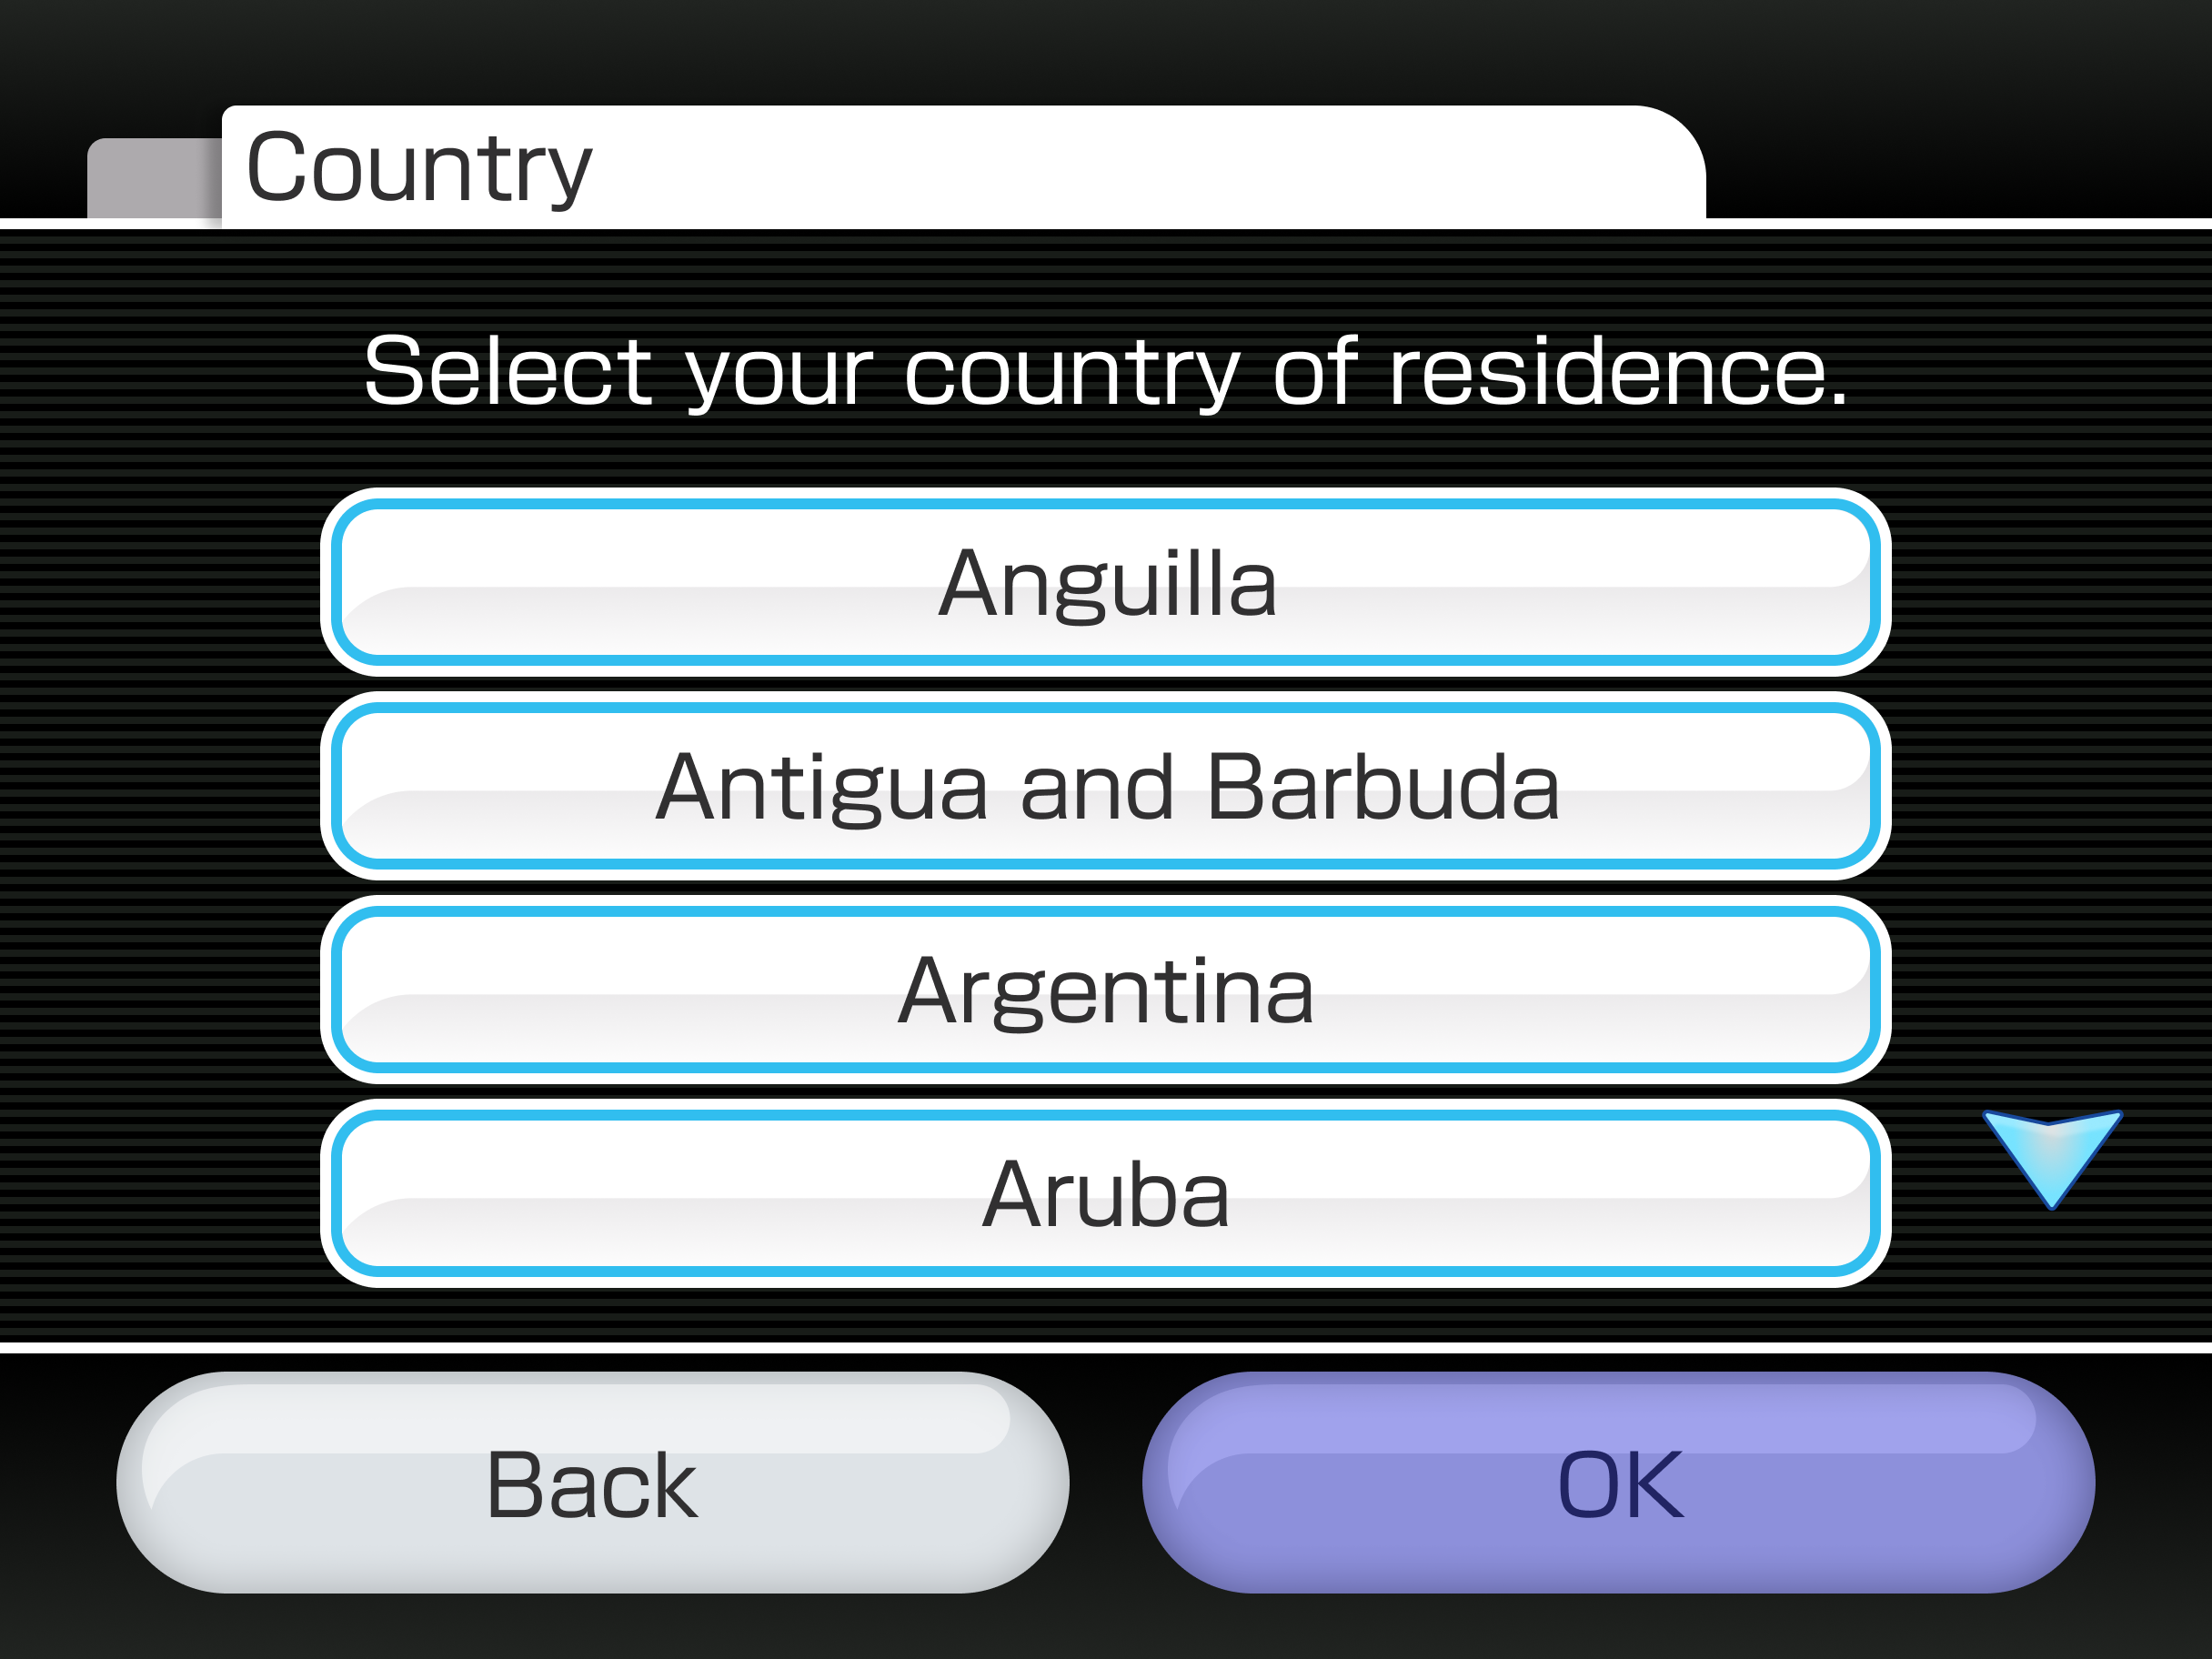 Country
Select your country of residence.
Anguilla
Antigua and Barbuda
Argentina
Aruba
Back
OK